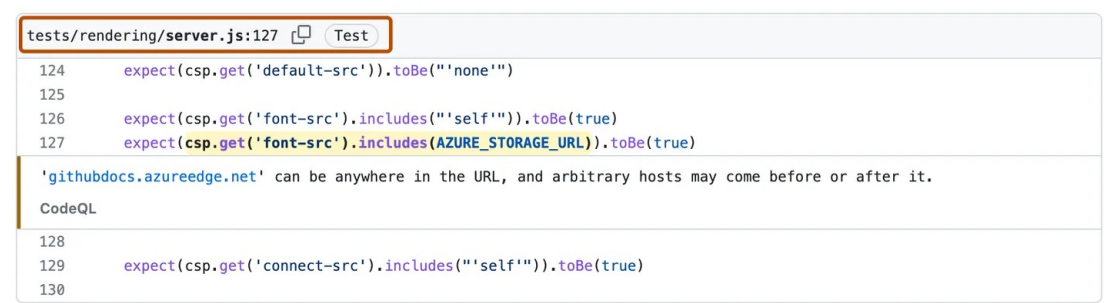 tests/rendering/server.js:127 Test
124 expect(csp.get('default-src')).toBe("'none'")
125
126 expect(csp.get('font-src').includes("'self'")).toBe(true)
127 expect(csp.get('font-src').includes(AZURE_STORAGE_URL)).toBe(true)
'githubdocs.azureedge.net' can be anywhere in the URL, and arbitrary hosts may come before or after it.
CodeQL
128
129 expect(csp.get('connect-src').includes("'self'")).toBe(true)
130